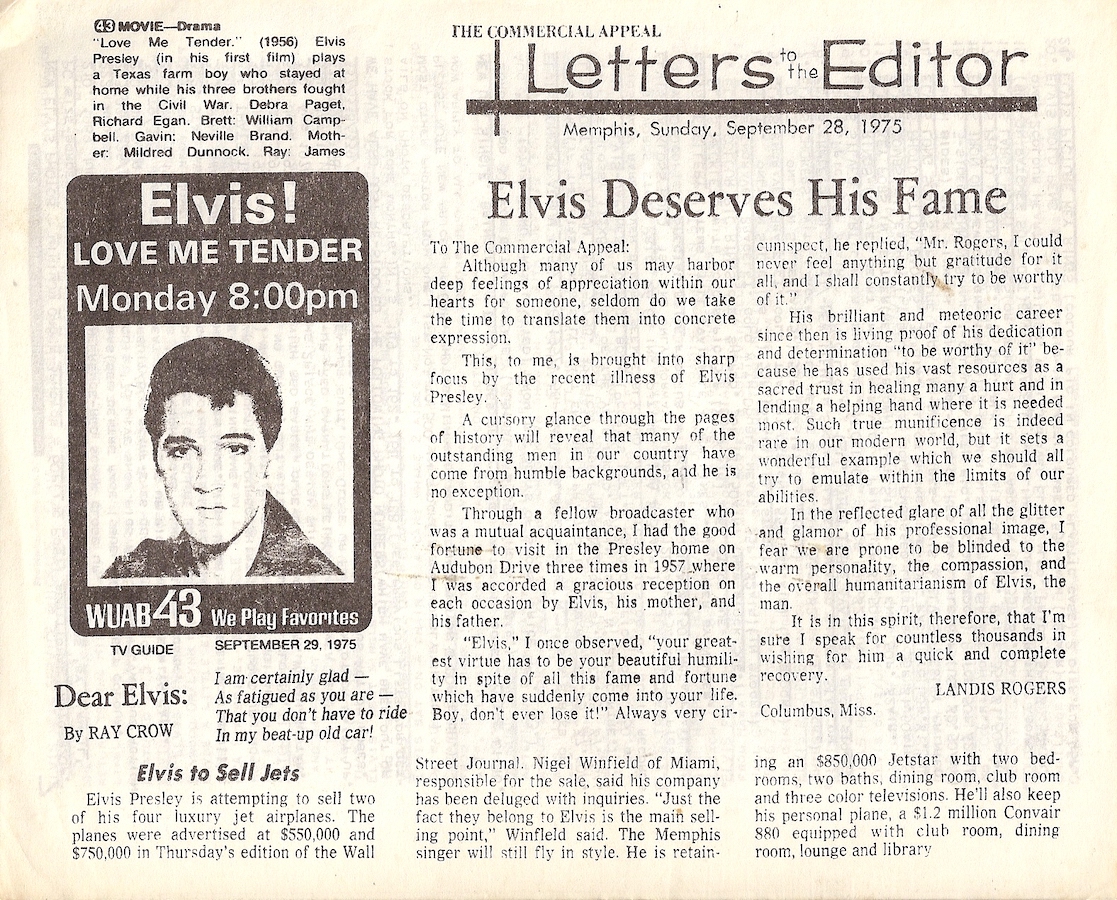 43 MOVIE—Drama
"Love Me Tender." (1956) Elvis
Presley (in his first film) plays
a Texas farm boy who stayed at
home while his three brothers fought
in the Civil War. Debra Paget,
Richard Egan. Brett: William Camp-
bell. Gavin: Neville Brand. Moth-
er: Mildred Dunnock. Ray: James
Elvis!
LOVE ME TENDER
Monday 8:00pm
WUAB 43 We Play Favorites
TV GUIDE SEPTEMBER 29, 1975
Dear Elvis:
By RAY CROW
I am certainly glad —
As fatigued as you are —
That you don't have to ride
In my beat-up old car!
THE COMMERCIAL APPEAL
Letters to the Editor
Memphis, Sunday, September 28, 1975
Elvis Deserves His Fame
To The Commercial Appeal:
Although many of us may harbor
deep feelings of appreciation within our
hearts for someone, seldom do we take
the time to translate them into concrete
expression.
This, to me, is brought into sharp
focus by the recent illness of Elvis
Presley.
A cursory glance through the pages
of history will reveal that many of the
outstanding men in our country have
come from humble backgrounds, and he is
no exception.
Through a fellow broadcaster who
was a mutual acquaintance, I had the good
fortune to visit in the Presley home on
Audubon Drive three times in 1957 where
I was accorded a gracious reception on
each occasion by Elvis, his mother, and
his father.
"Elvis," I once observed, "your great-
est virtue has to be your beautiful humili-
ty in spite of all this fame and fortune
which have suddenly come into your life.
Boy, don't ever lose it!" Always very cir-
cumspect, he replied, "Mr. Rogers, I could
never feel anything but gratitude for it
all, and I shall constantly try to be worthy
of it."
His brilliant and meteoric career
since then is living proof of his dedication
and determination "to be worthy of it" be-
cause he has used his vast resources as a
sacred trust in healing many a hurt and in
lending a helping hand where it is needed
most. Such true munificence is indeed
rare in our modern world, but it sets a
wonderful example which we should all
try to emulate within the limits of our
abilities.
In the reflected glare of all the glitter
and glamor of his professional image, I
fear we are prone to be blinded to the
warm personality, the compassion, and
the overall humanitarianism of Elvis, the
man.
It is in this spirit, therefore, that I'm
sure I speak for countless thousands in
wishing for him a quick and complete
recovery.
LANDIS ROGERS
Columbus, Miss.
Elvis to Sell Jets
Elvis Presley is attempting to sell two
of his four luxury jet airplanes. The
planes were advertised at $550,000 and
$750,000 in Thursday's edition of the Wall
Street Journal. Nigel Winfield of Miami,
responsible for the sale, said his company
has been deluged with inquiries. "Just the
fact they belong to Elvis is the main sell-
ing point," Winfield said. The Memphis
singer will still fly in style. He is retain-
ing an $850,000 Jetstar with two bed-
rooms, two baths, dining room, club room
and three color televisions. He'll also keep
his personal plane, a $1.2 million Convair
880 equipped with club room, dining
room, lounge and library